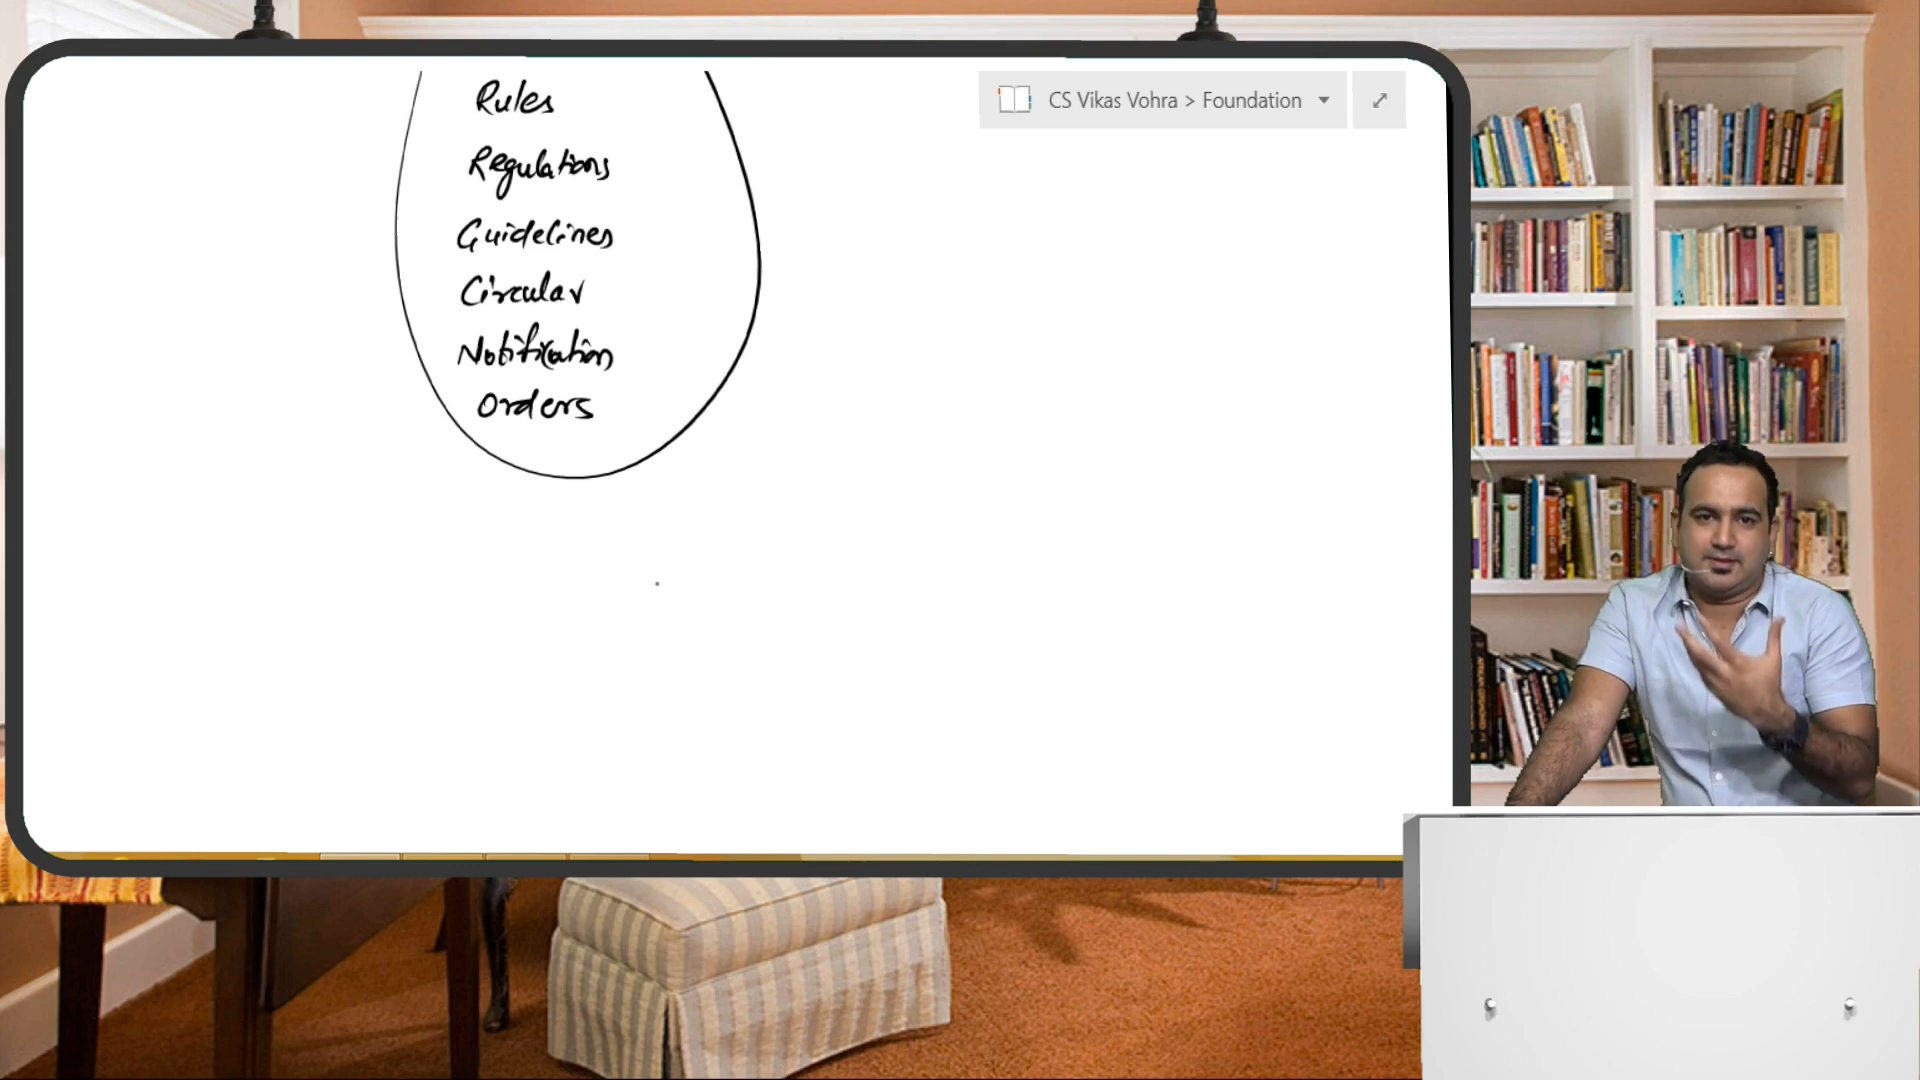 Rules
CS Vikas Vohra > Foundation
Regulations
Guidelines
Circular
Notification
Orders